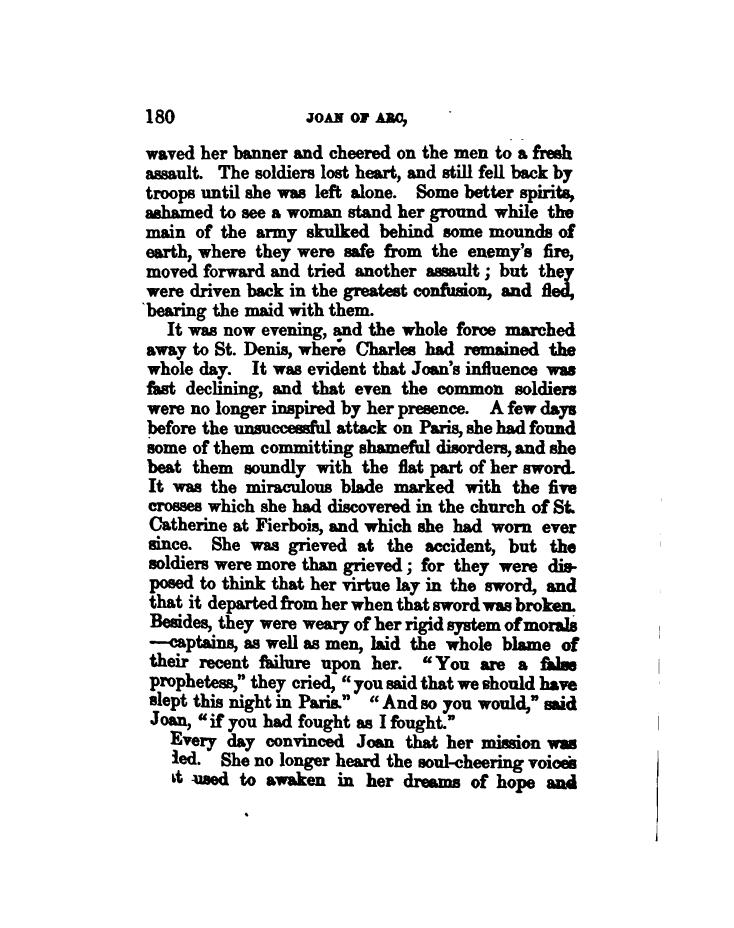 180 JOAN OF ARC,
waved her banner and cheered on the men to a fresh
assault. The soldiers lost heart, and still fell back by
troops until she was left alone. Some better spirits,
ashamed to see a woman stand her ground while the
main of the army skulked behind some mounds of
earth, where they were safe from the enemy's fire,
moved forward and tried another assault; but they
were driven back in the greatest confusion, and fled,
bearing the maid with them.
It was now evening, and the whole force marched
away to St. Denis, where Charles had remained the
whole day. It was evident that Joan's influence was
fast declining, and that even the common soldiers
were no longer inspired by her presence. A few days
before the unsuccessful attack on Paris, she had found
some of them committing shameful disorders, and she
beat them soundly with the flat part of her sword.
It was the miraculous blade marked with the five
crosses which she had discovered in the church of St.
Catherine at Fierbois, and which she had worn ever
since. She was grieved at the accident, but the
soldiers were more than grieved; for they were dis-
posed to think that her virtue lay in the sword, and
that it departed from her when that sword was broken.
Besides, they were weary of her rigid system of morals
—captains, as well as men, laid the whole blame of
their recent failure upon her. "You are a false
prophetess," they cried, "you said that we should have
slept this night in Paris." "And so you would," said
Joan, "if you had fought as I fought."
Every day convinced Joan that her mission was
led. She no longer heard the soul-cheering voices
it used to awaken in her dreams of hope and